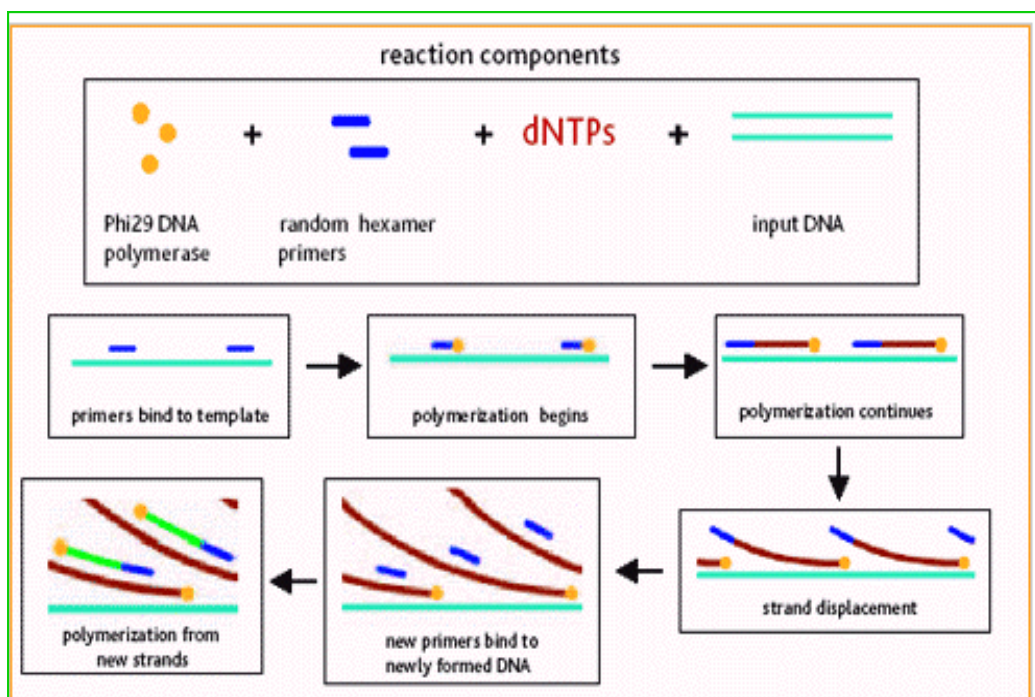 reaction components
+ + dNTPs +
Phi29 DNA
polymerase
random hexamer
primers
input DNA
primers bind to template
polymerization begins
polymerization continues
strand displacement
new primers bind to
newly formed DNA
polymerization from
new strands